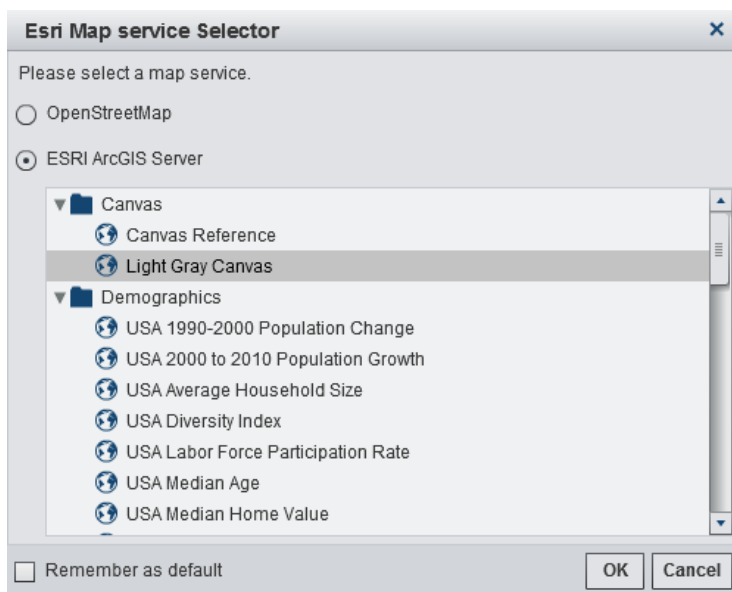 Esri Map service Selector
Please select a map service.
OpenStreetMap
ESRI ArcGIS Server
Canvas
Canvas Reference
Light Gray Canvas
Demographics
USA 1990-2000 Population Change
USA 2000 to 2010 Population Growth
USA Average Household Size
USA Diversity Index
USA Labor Force Participation Rate
USA Median Age
USA Median Home Value
Remember as default
OK Cancel